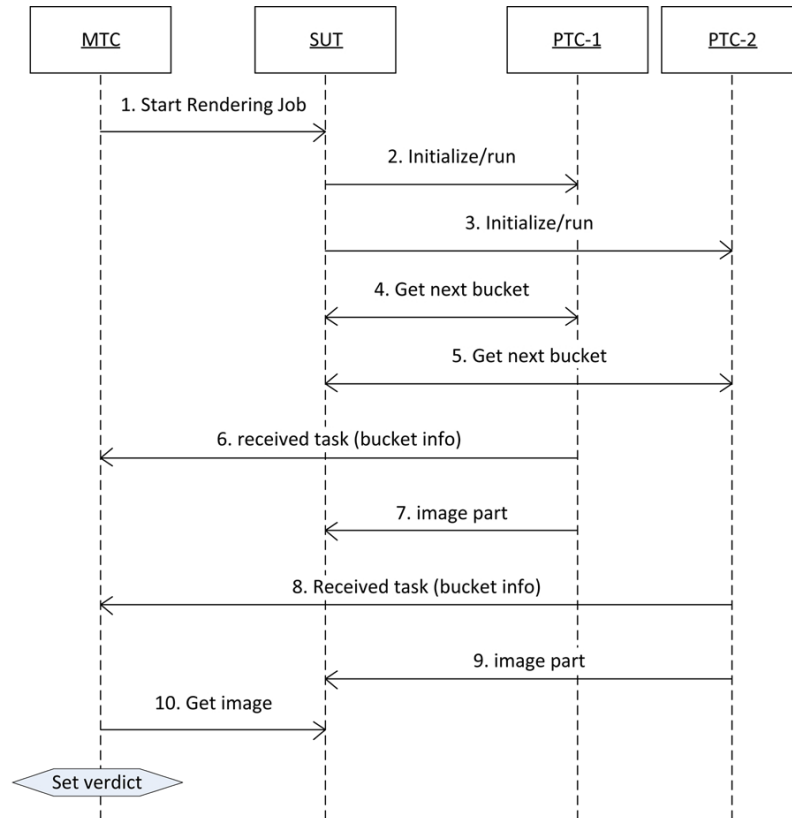 MTC
SUT
PTC-1
PTC-2
1. Start Rendering Job
2. Initialize/run
3. Initialize/run
4. Get next bucket
5. Get next bucket
6. received task (bucket info)
7. image part
8. Received task (bucket info)
9. image part
10. Get image
Set verdict